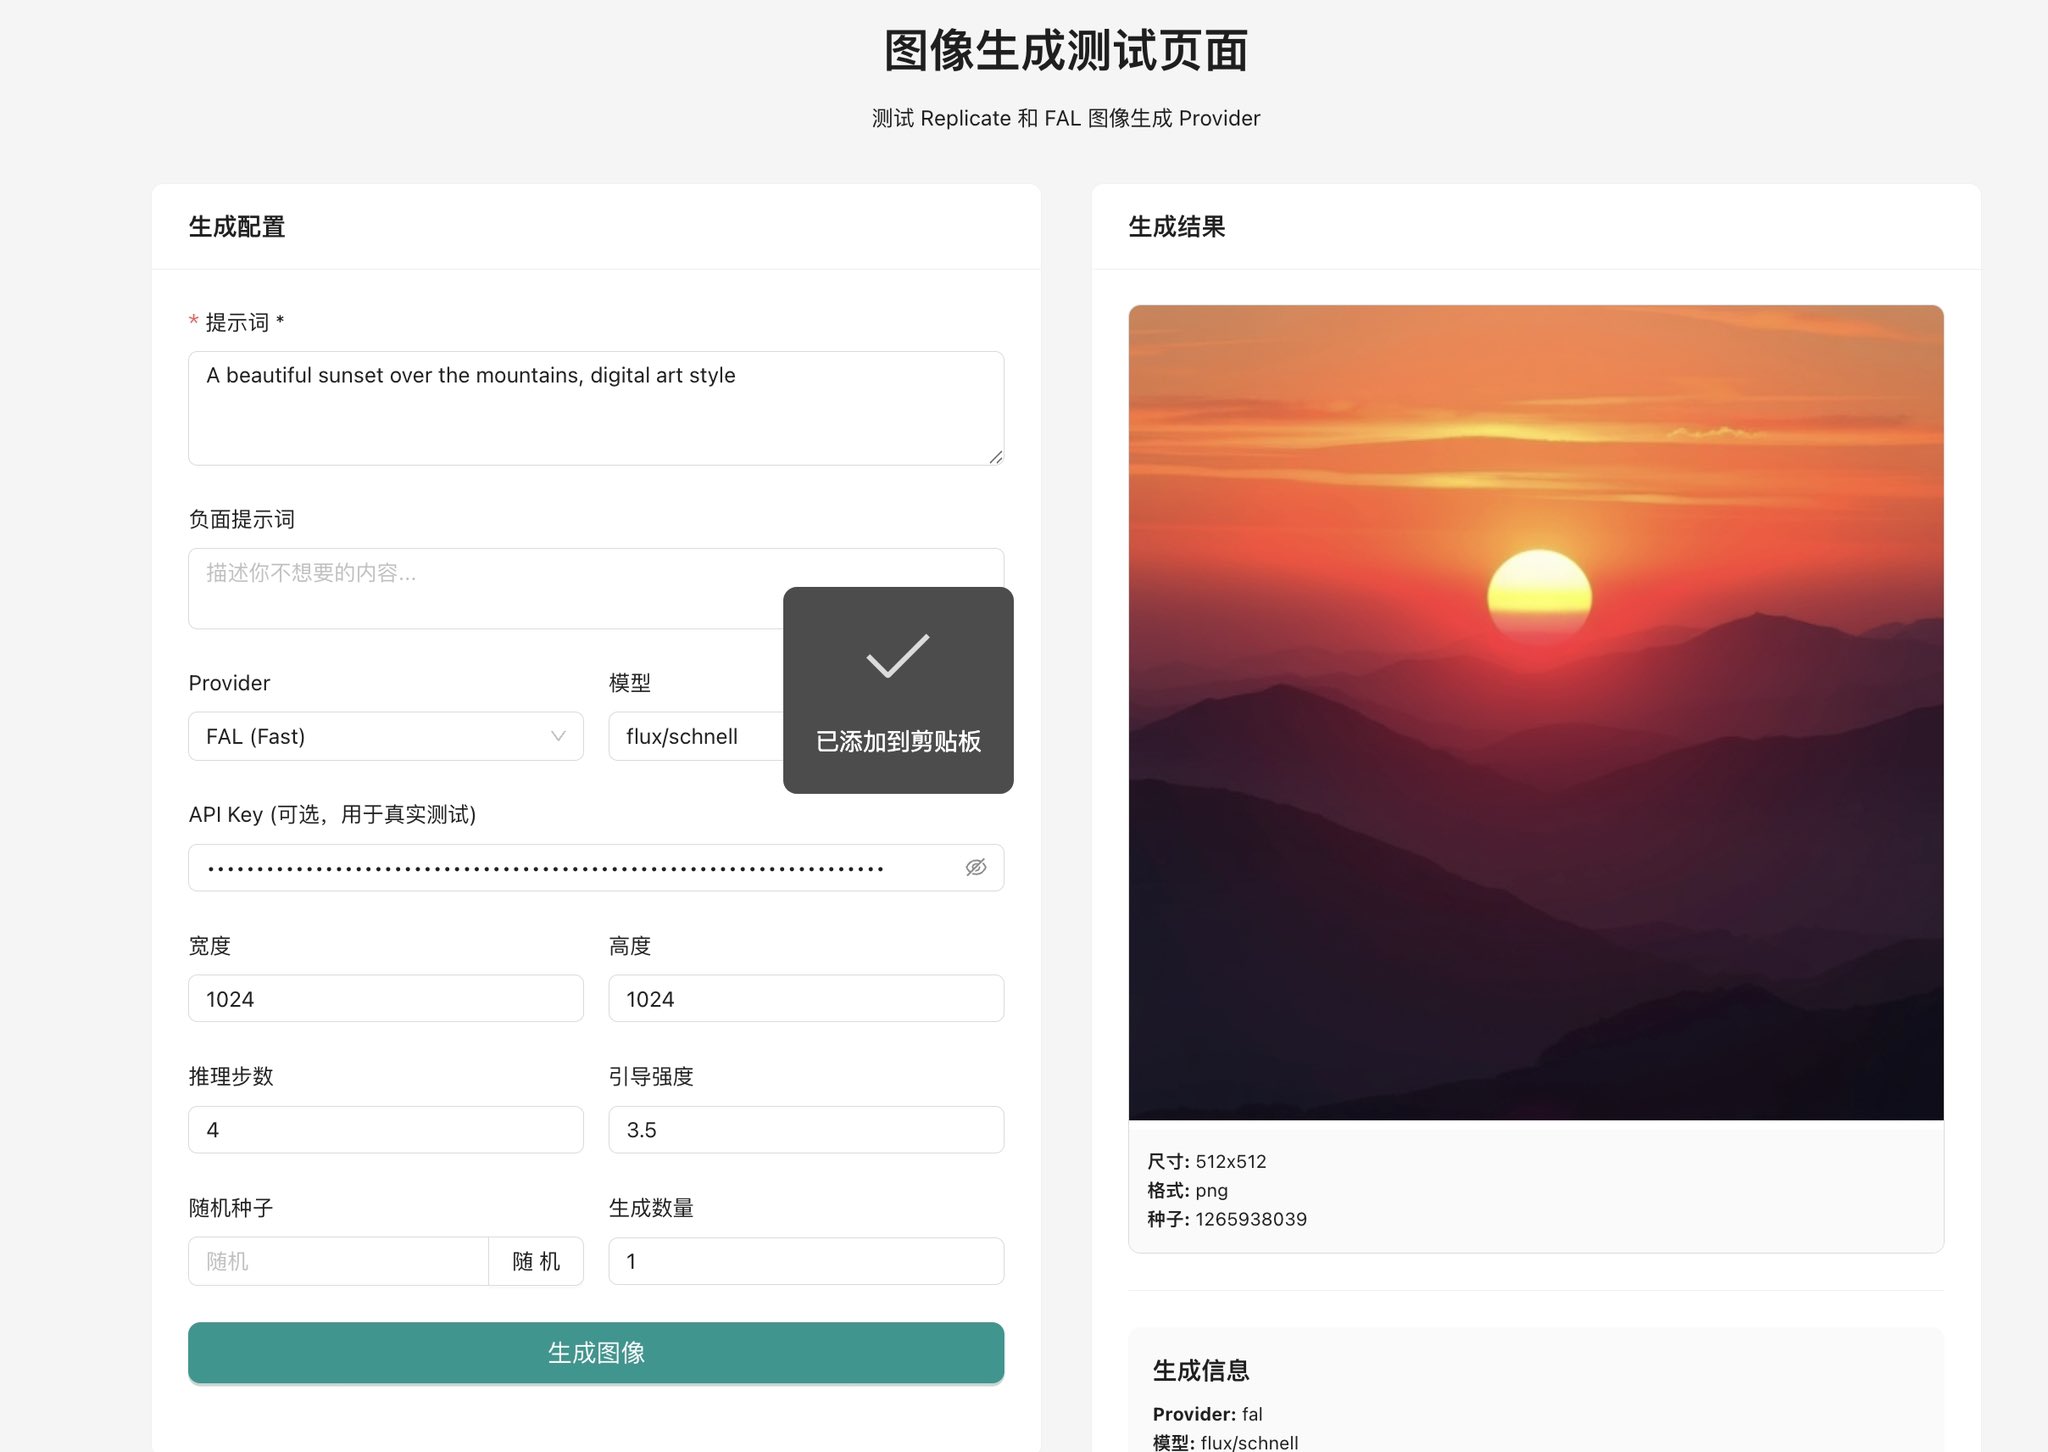 图像生成测试页面
测试 Replicate 和 FAL 图像生成 Provider
生成配置
* 提示词 *
A beautiful sunset over the mountains, digital art style
负面提示词
描述你不想要的内容...
Provider
模型
FAL (Fast)
flux/schnell
已添加到剪贴板
API Key (可选，用于真实测试)
宽度
高度
1024
1024
推理步数
引导强度
4
3.5
随机种子
生成数量
随机
随 机
1
生成图像
生成结果
尺寸: 512x512
格式: png
种子: 1265938039
生成信息
Provider: fal
模型: flux/schnell